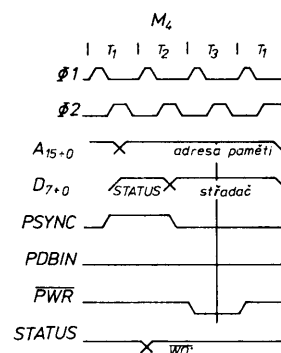 M4
T1 T2 T3 T1
Φ1
Φ2
A15÷0 adresa paměti
D7÷0 STATUS střadač
PSYNC
PDBIN
PWR
STATUS WO